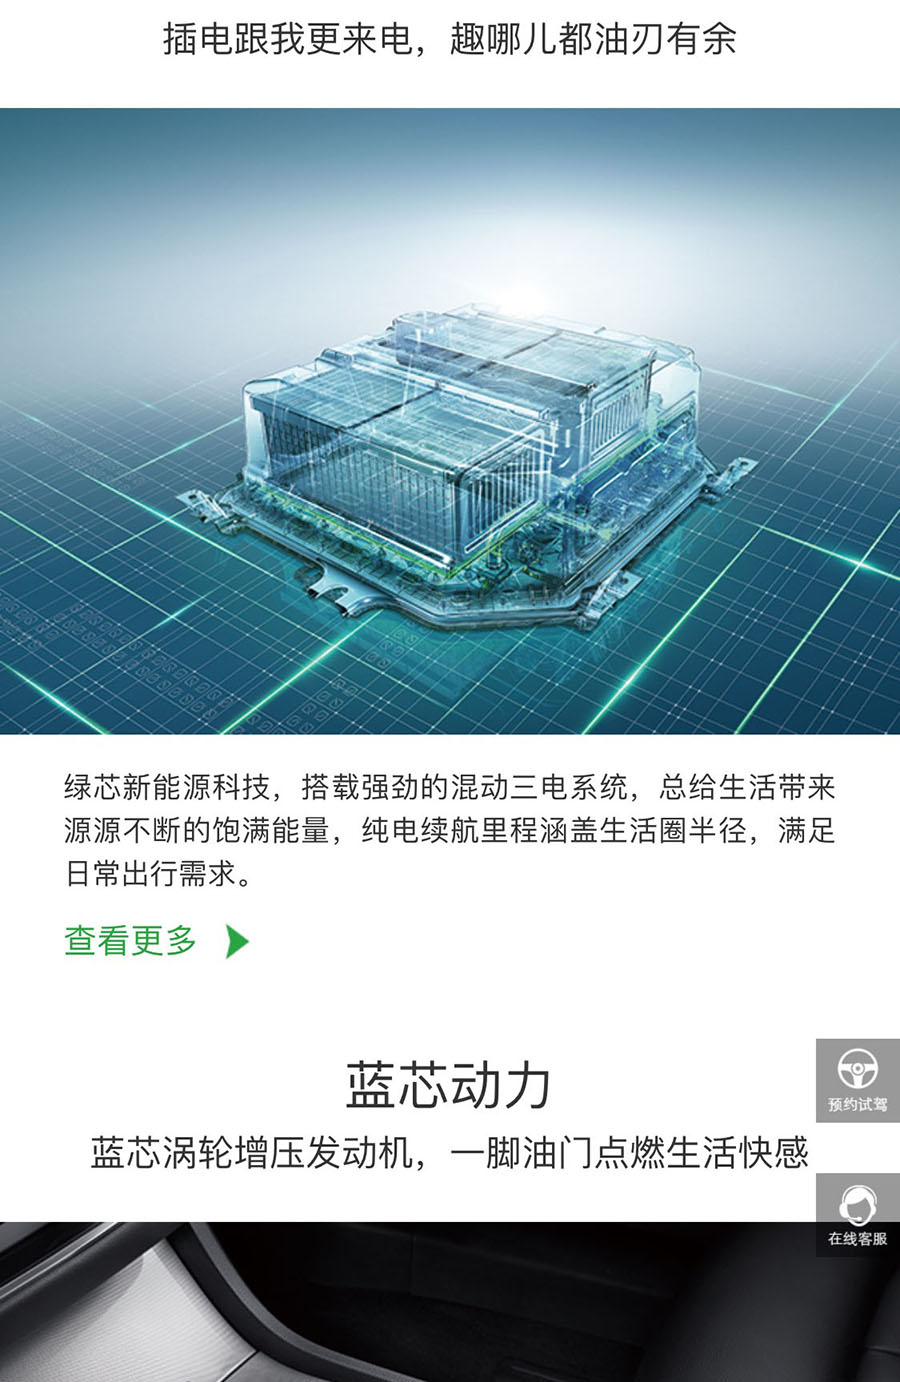 插电跟我更来电，趣哪儿都油刃有余
绿芯新能源科技，搭载强劲的混动三电系统，总给生活带来
源源不断的饱满能量，纯电续航里程涵盖生活圈半径，满足
日常出行需求。
查看更多
蓝芯动力
预约试驾
蓝芯涡轮增压发动机，一脚油门点燃生活快感
在线客服